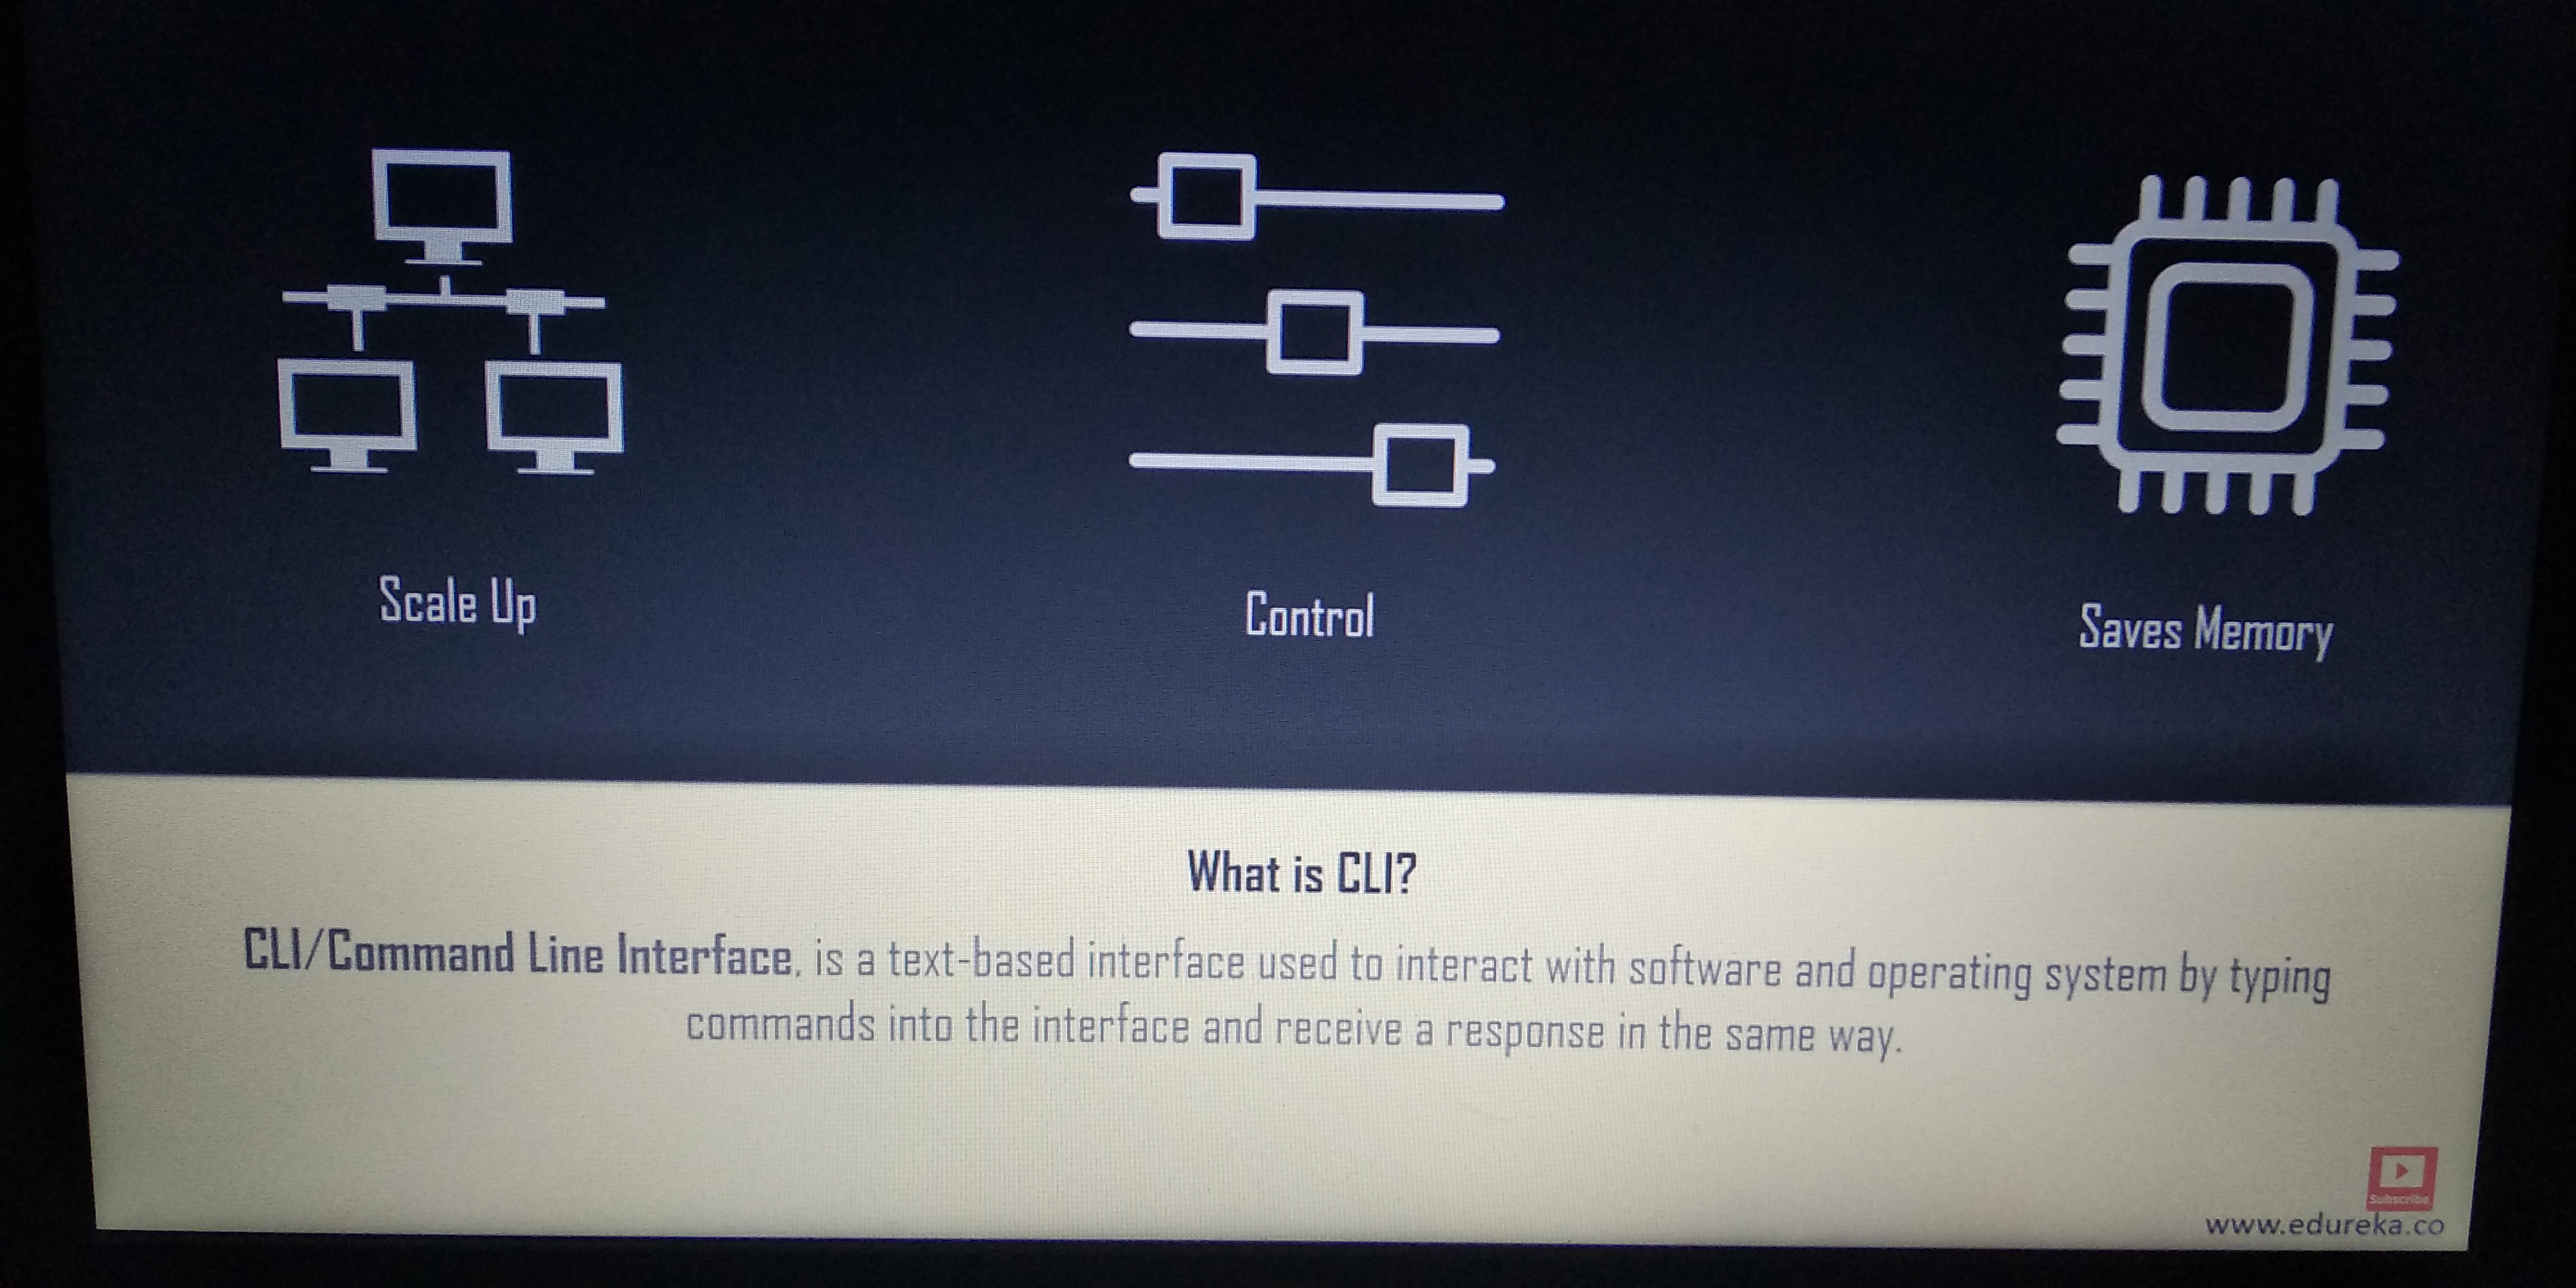 Scale Up
Control
Saves Memory
What is CLI?
CLI/Command Line Interface, is a text-based interface used to interact with software and operating system by typing
commands into the interface and receive a response in the same way.
Subscribe
www.edureka.co